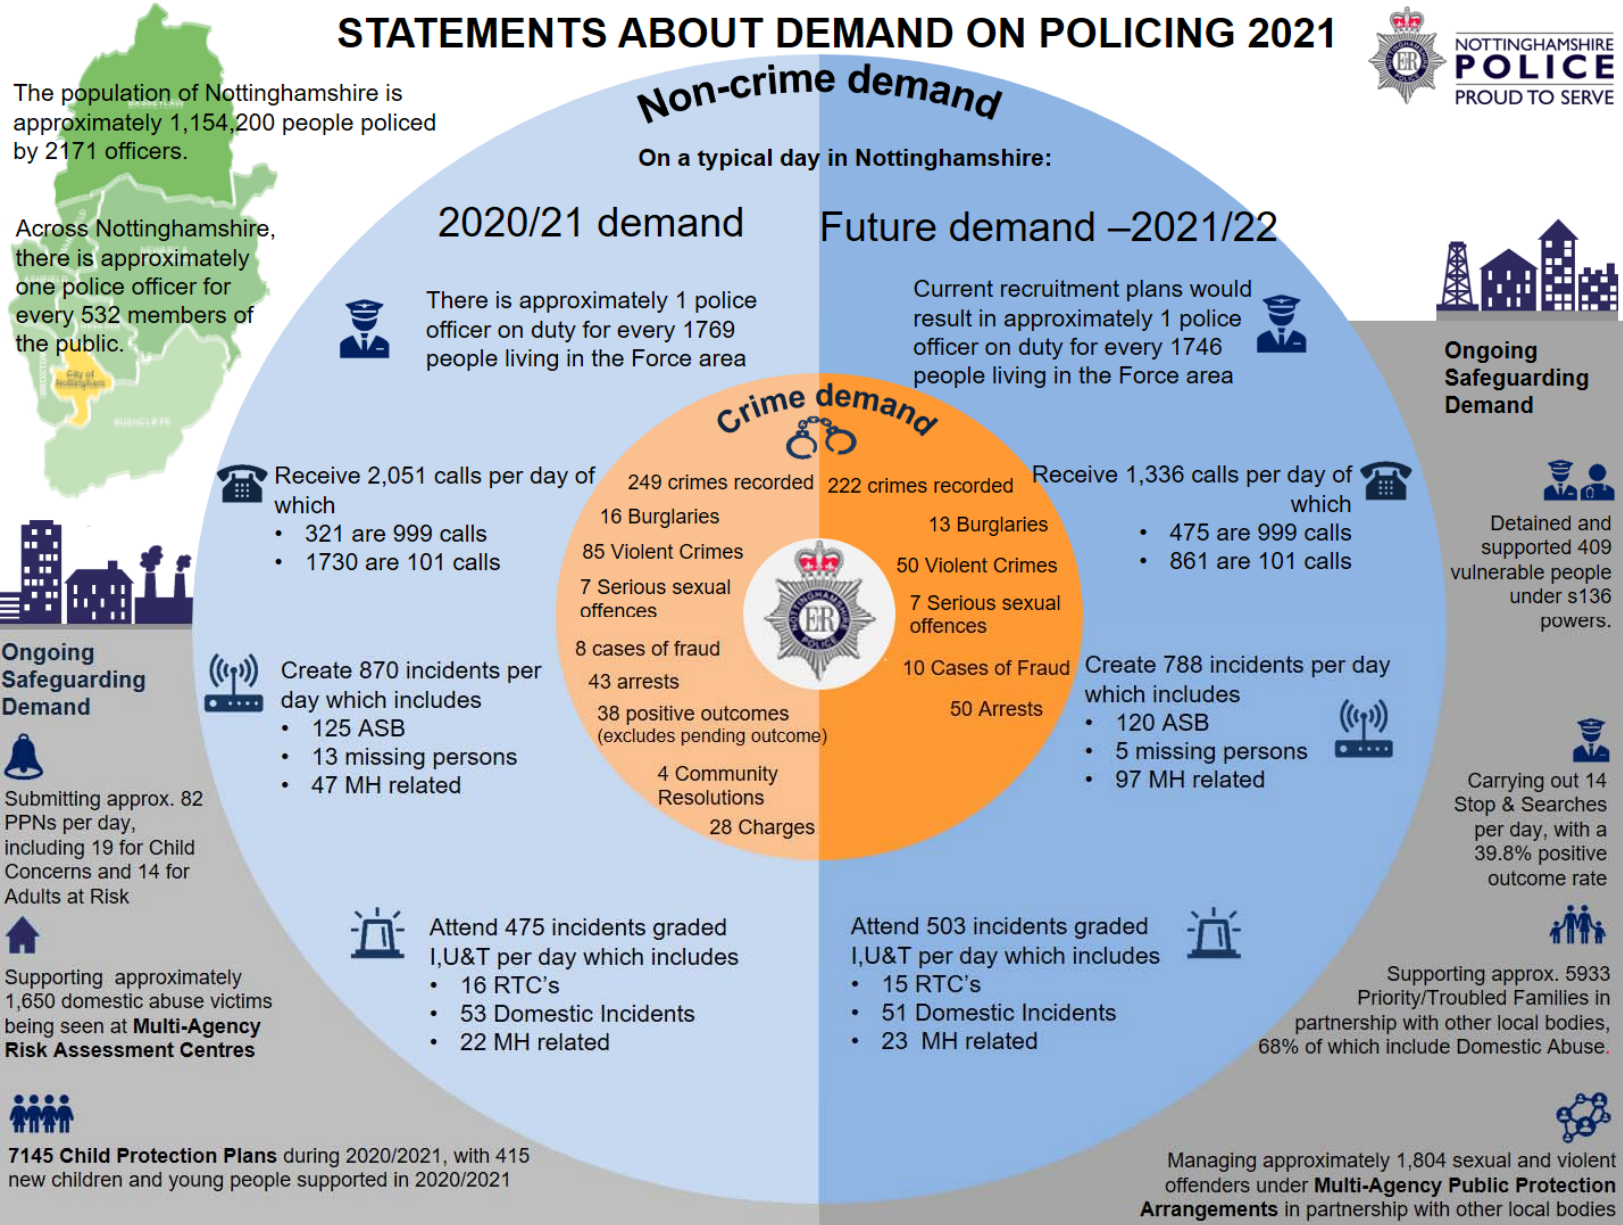 STATEMENTS ABOUT DEMAND ON POLICING 2021
NOTTINGHAMSHIRE
POLICE
PROUD TO SERVE
The population of Nottinghamshire is
approximately 1,154,200 people policed
by 2171 officers.
Across Nottinghamshire,
there is approximately
one police officer for
every 532 members of
the public.
City of
Nottingham
RUSHCLIFFE
Non-crime demand
On a typical day in Nottinghamshire:
2020/21 demand
There is approximately 1 police
officer on duty for every 1769
people living in the Force area
Receive 2,051 calls per day of
which
• 321 are 999 calls
• 1730 are 101 calls
Create 870 incidents per
day which includes
• 125 ASB
• 13 missing persons
• 47 MH related
Attend 475 incidents graded
I,U&T per day which includes
• 16 RTC's
• 53 Domestic Incidents
• 22 MH related
Future demand –2021/22
Current recruitment plans would
result in approximately 1 police
officer on duty for every 1746
people living in the Force area
Receive 1,336 calls per day of
which
• 475 are 999 calls
• 861 are 101 calls
Create 788 incidents per day
which includes
• 120 ASB
• 5 missing persons
• 97 MH related
Attend 503 incidents graded
I,U&T per day which includes
• 15 RTC's
• 51 Domestic Incidents
• 23 MH related
Crime demand
249 crimes recorded
16 Burglaries
85 Violent Crimes
7 Serious sexual
offences
8 cases of fraud
43 arrests
38 positive outcomes
(excludes pending outcome)
4 Community
Resolutions
28 Charges
222 crimes recorded
13 Burglaries
50 Violent Crimes
7 Serious sexual
offences
10 Cases of Fraud
50 Arrests
NOTTINGHAMSHIRE
ER
POLICE
Ongoing
Safeguarding
Demand
Submitting approx. 82
PPNs per day,
including 19 for Child
Concerns and 14 for
Adults at Risk
Supporting approximately
1,650 domestic abuse victims
being seen at Multi-Agency
Risk Assessment Centres
7145 Child Protection Plans during 2020/2021, with 415
new children and young people supported in 2020/2021
Ongoing
Safeguarding
Demand
Detained and
supported 409
vulnerable people
under s136
powers.
Carrying out 14
Stop & Searches
per day, with a
39.8% positive
outcome rate
Supporting approx. 5933
Priority/Troubled Families in
partnership with other local bodies,
68% of which include Domestic Abuse.
Managing approximately 1,804 sexual and violent
offenders under Multi-Agency Public Protection
Arrangements in partnership with other local bodies